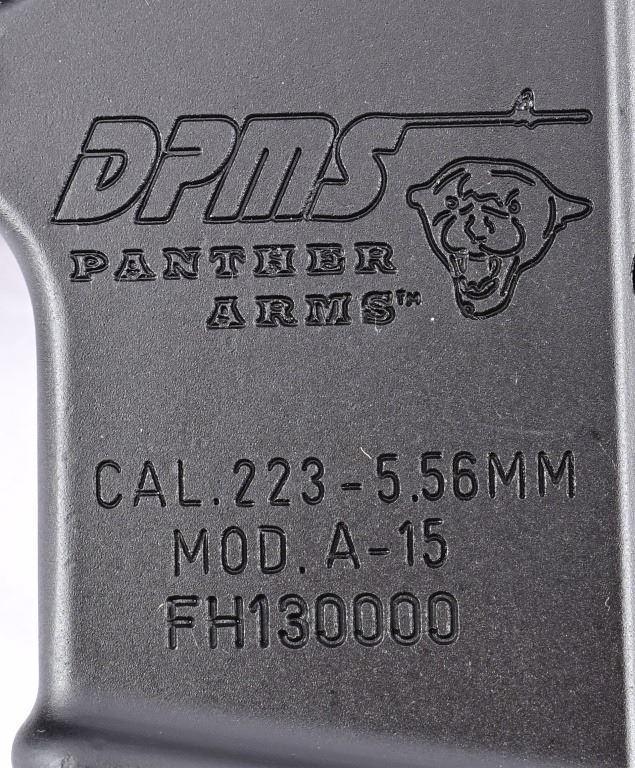 DPMS
PANTHER
ARMS™
CAL. 223-5.56MM
MOD. A-15
FH130000